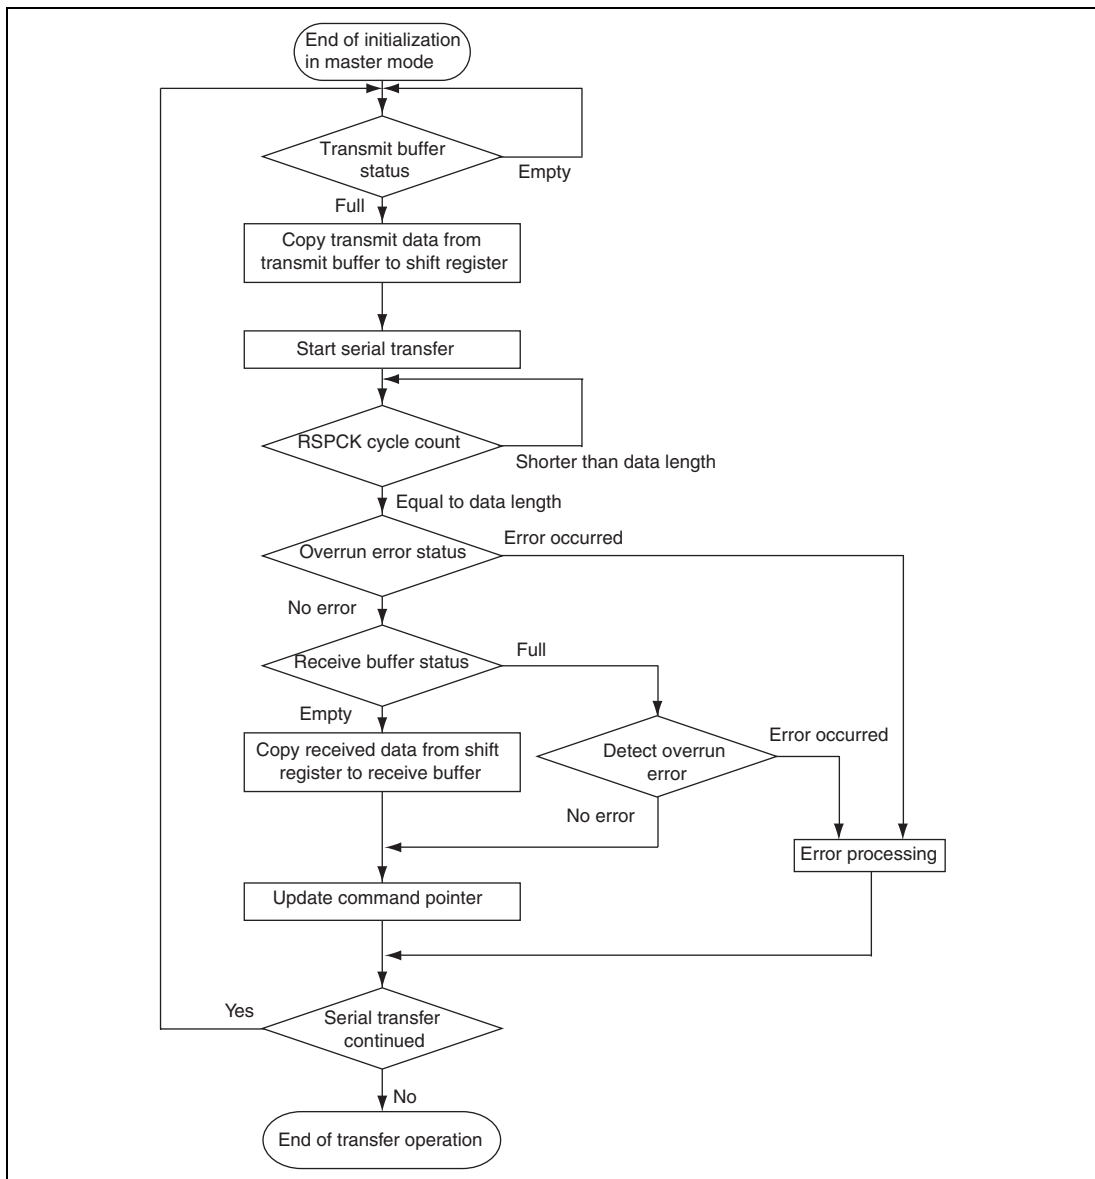 End of initialization
in master mode
Transmit buffer
status
Empty
Full
Copy transmit data from
transmit buffer to shift register
Start serial transfer
RSPCK cycle count
Shorter than data length
Equal to data length
Overrun error status
Error occurred
No error
Receive buffer status
Full
Empty
Copy received data from shift
register to receive buffer
Detect overrun
error
Error occurred
No error
Error processing
Update command pointer
Yes
Serial transfer
continued
No
End of transfer operation